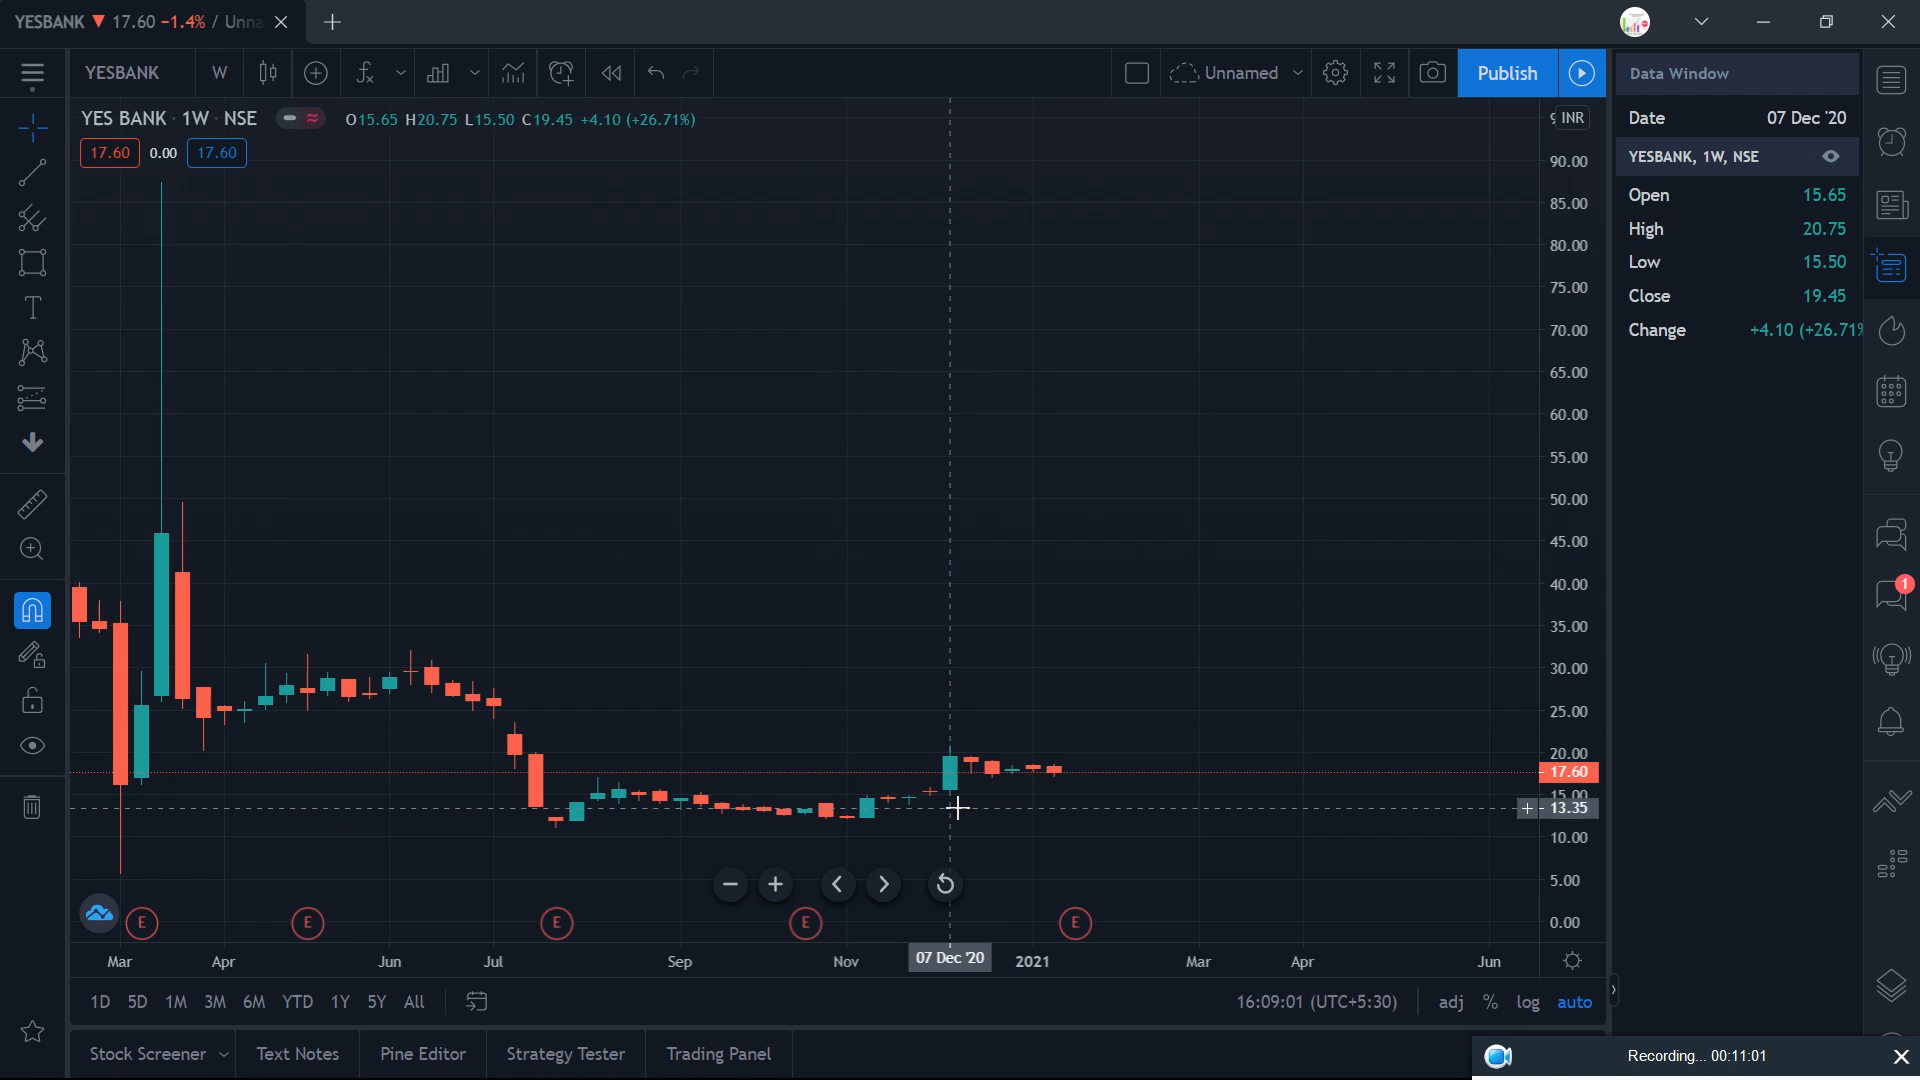 YESBANK ▼ 17.60 −1.4% / Unna
YESBANK W Unnamed Publish
YES BANK · 1W · NSE O15.65 H20.75 L15.50 C19.45 +4.10 (+26.71%)
17.60 0.00 17.60
INR
90.00
85.00
80.00
75.00
70.00
65.00
60.00
55.00
50.00
45.00
40.00
35.00
30.00
25.00
20.00
17.60
15.00
13.35
10.00
5.00
0.00
E E E E E
Mar Apr Jun Jul Sep Nov 07 Dec '20 2021 Mar Apr Jun
1D 5D 1M 3M 6M YTD 1Y 5Y All 16:09:01 (UTC+5:30) adj % log auto
Stock Screener Text Notes Pine Editor Strategy Tester Trading Panel
Data Window
Date 07 Dec '20
YESBANK, 1W, NSE
Open 15.65
High 20.75
Low 15.50
Close 19.45
Change +4.10 (+26.71%
1
Recording... 00:11:01